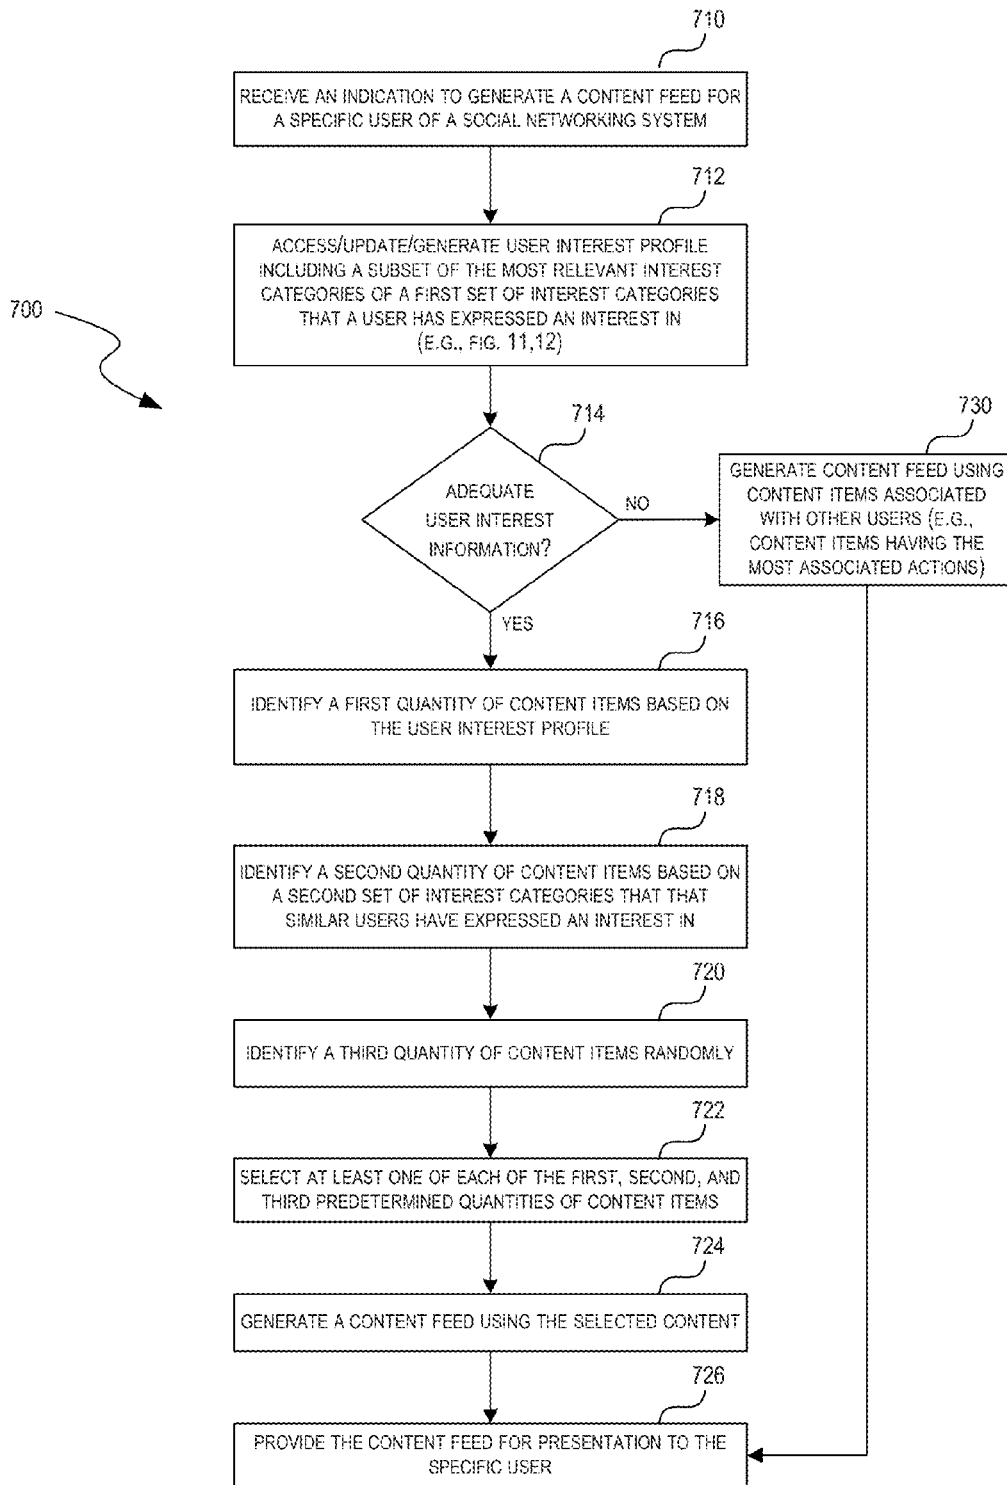 710
RECEIVE AN INDICATION TO GENERATE A CONTENT FEED FOR
A SPECIFIC USER OF A SOCIAL NETWORKING SYSTEM
712
ACCESS/UPDATE/GENERATE USER INTEREST PROFILE
INCLUDING A SUBSET OF THE MOST RELEVANT INTEREST
CATEGORIES OF A FIRST SET OF INTEREST CATEGORIES
THAT A USER HAS EXPRESSED AN INTEREST IN
(E.G., FIG. 11,12)
700
714
ADEQUATE
USER INTEREST
INFORMATION?
NO
730
GENERATE CONTENT FEED USING
CONTENT ITEMS ASSOCIATED
WITH OTHER USERS (E.G.,
CONTENT ITEMS HAVING THE
MOST ASSOCIATED ACTIONS)
YES
716
IDENTIFY A FIRST QUANTITY OF CONTENT ITEMS BASED ON
THE USER INTEREST PROFILE
718
IDENTIFY A SECOND QUANTITY OF CONTENT ITEMS BASED ON
A SECOND SET OF INTEREST CATEGORIES THAT THAT
SIMILAR USERS HAVE EXPRESSED AN INTEREST IN
720
IDENTIFY A THIRD QUANTITY OF CONTENT ITEMS RANDOMLY
722
SELECT AT LEAST ONE OF EACH OF THE FIRST, SECOND, AND
THIRD PREDETERMINED QUANTITIES OF CONTENT ITEMS
724
GENERATE A CONTENT FEED USING THE SELECTED CONTENT
726
PROVIDE THE CONTENT FEED FOR PRESENTATION TO THE
SPECIFIC USER